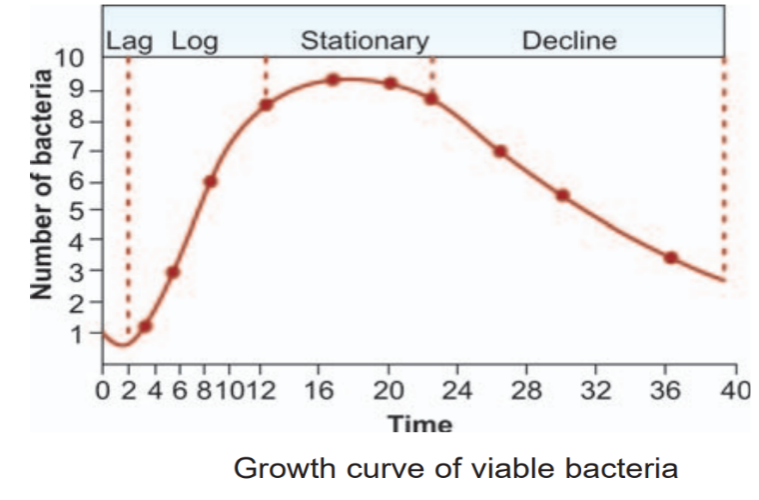 Lag Log Stationary Decline
Number of bacteria
10
9
8
7
6
5
4
3
2
1
0 2 4 6 8 10 12 16 20 24 28 32 36 40
Time
Growth curve of viable bacteria